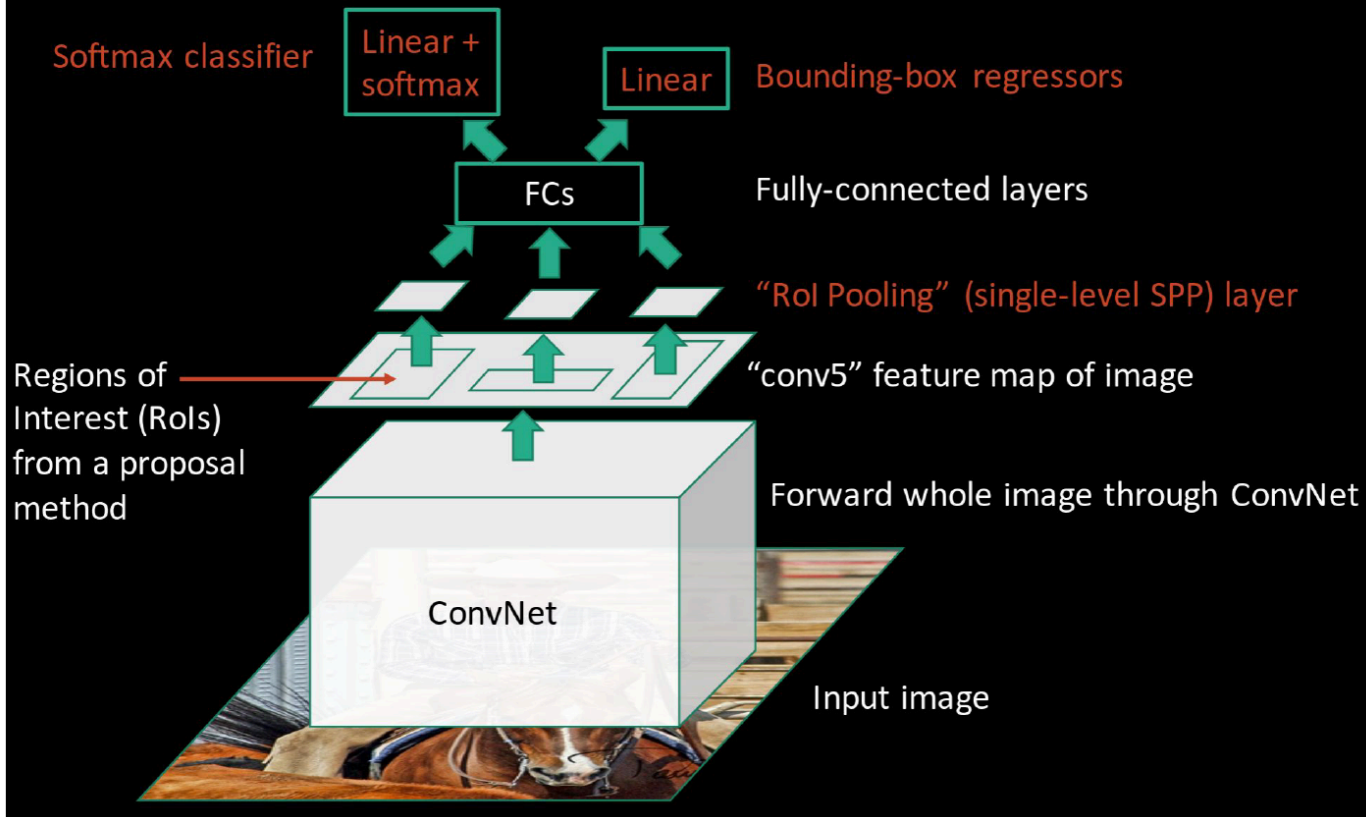 Softmax classifier
Linear +
softmax
Linear
Bounding-box regressors
FCs
Fully-connected layers
“RoI Pooling” (single-level SPP) layer
Regions of
Interest (RoIs)
from a proposal
method
“conv5” feature map of image
Forward whole image through ConvNet
ConvNet
Input image